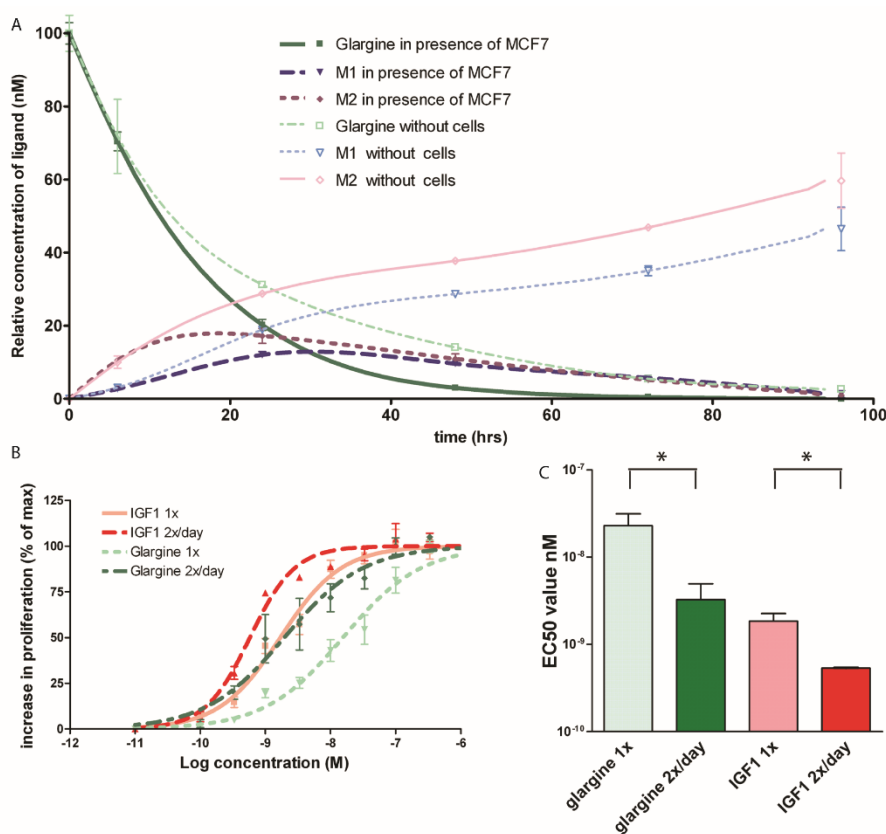 A
Relative concentration of ligand (nM)
100
80
60
40
20
0
Glargine in presence of MCF7
M1 in presence of MCF7
M2 in presence of MCF7
Glargine without cells
M1 without cells
M2 without cells
0 20 40 60 80 100
time (hrs)
B
increase in proliferation (% of max)
125
100
75
50
25
0
IGF1 1x
IGF1 2x/day
Glargine 1x
Glargine 2x/day
-12 -11 -10 -9 -8 -7 -6
Log concentration (M)
C
EC50 value nM
10-7
10-8
10-9
10-10
* *
glargine 1x
glargine 2x/day
IGF1 1x
IGF1 2x/day